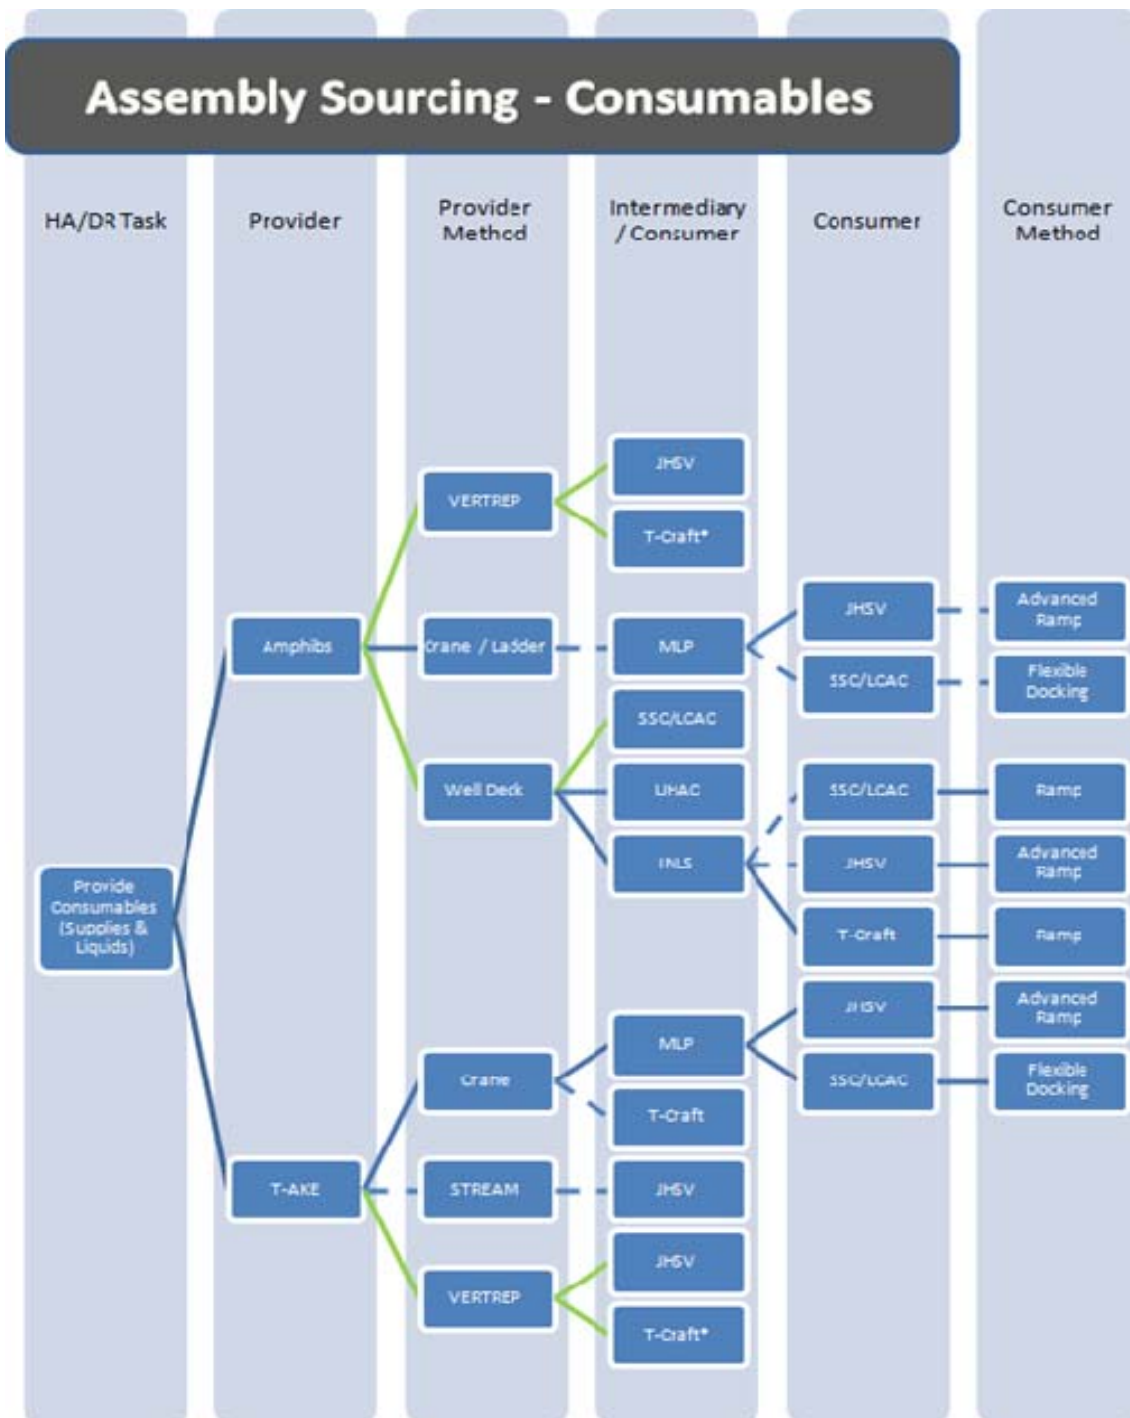 Assembly Sourcing - Consumables
HA/DR Task
Provider
Provider
Method
Intermediary
/ Consumer
Consumer
Consumer
Method
JHSV
VERTREP
T-Craft*
JHSV
Advanced
Ramp
Amphibs
Crane / Ladder
MLP
SSC/LCAC
Flexible
Docking
SSC/LCAC
Well Deck
UHAC
SSC/LCAC
Ramp
INLS
JHSV
Advanced
Ramp
Provide
Consumables
(Supplies &
Liquids)
T-Craft
Ramp
JHSV
Advanced
Ramp
Crane
MLP
SSC/LCAC
Flexible
Docking
T-Craft
T-AKE
STREAM
JHSV
JHSV
VERTREP
T-Craft*